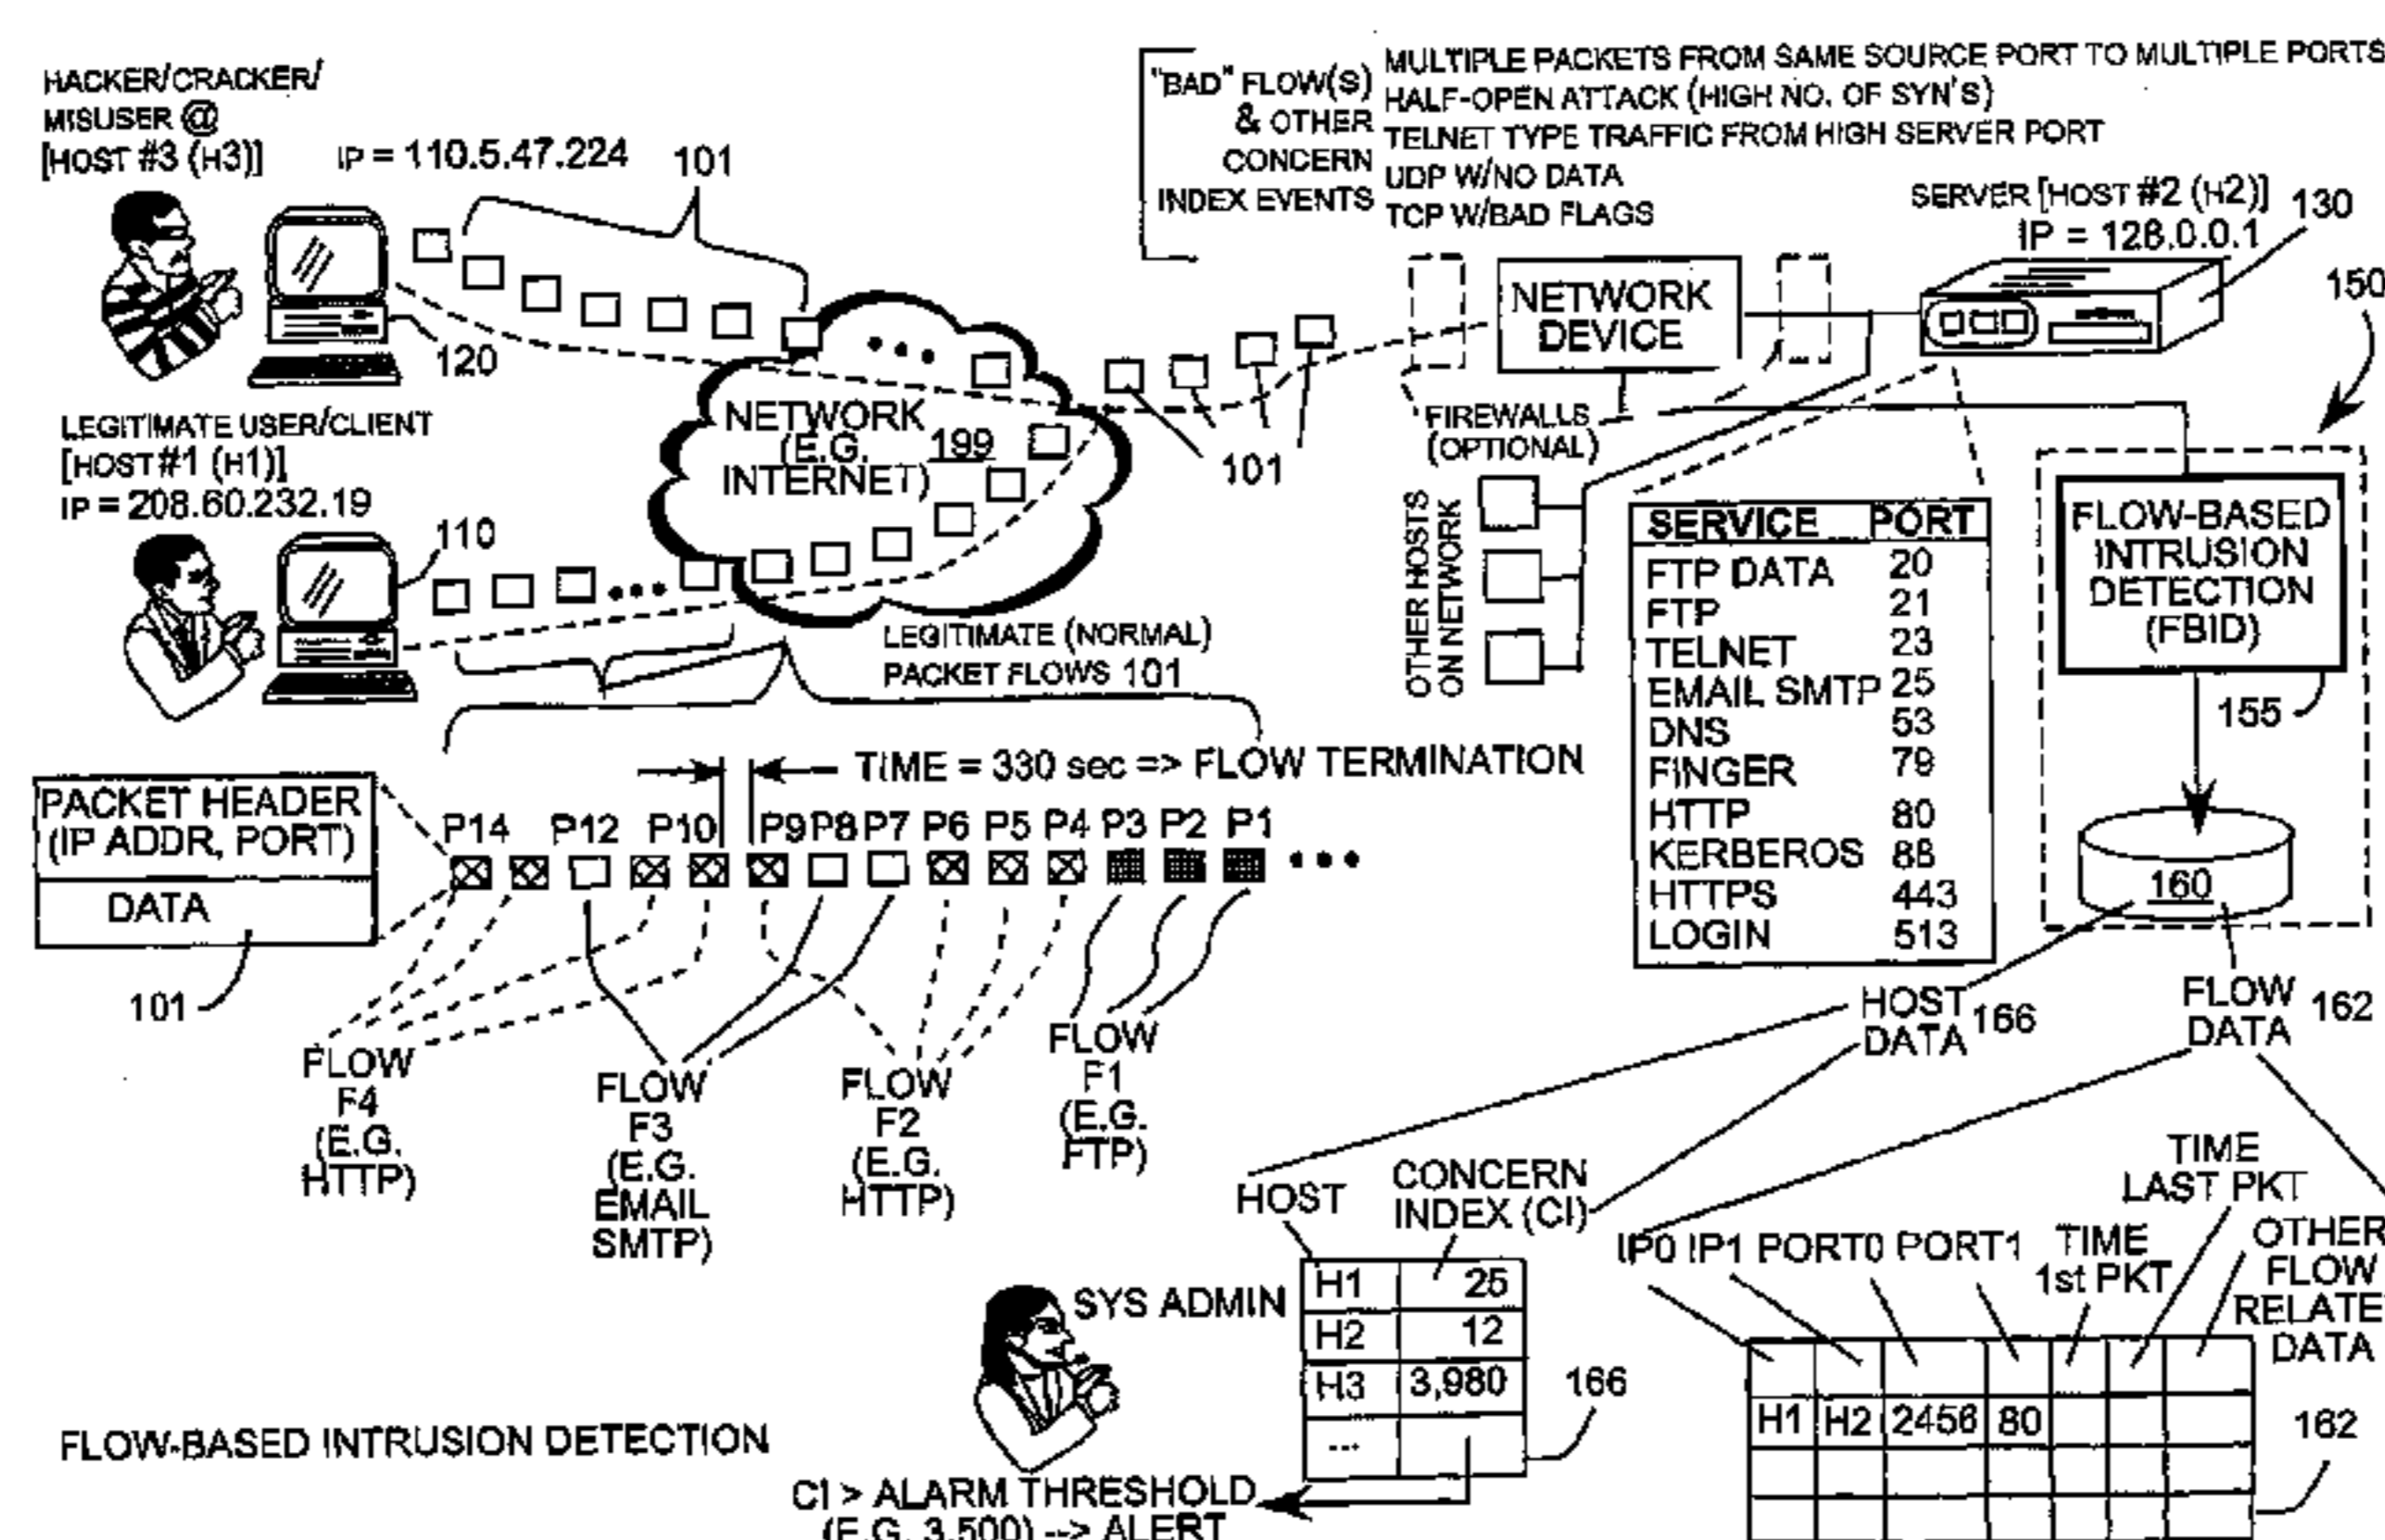 HACKER/CRACKER/
MISUSER @
[HOST #3 (H3)]
IP = 110.5.47.224
101
120
"BAD" FLOW(S)
& OTHER
CONCERN
INDEX EVENTS
MULTIPLE PACKETS FROM SAME SOURCE PORT TO MULTIPLE PORTS
HALF-OPEN ATTACK (HIGH NO. OF SYN'S)
TELNET TYPE TRAFFIC FROM HIGH SERVER PORT
UDP W/NO DATA
TCP W/BAD FLAGS
SERVER [HOST #2 (H2)]
IP = 128.0.0.1
130
150
NETWORK
DEVICE
FIREWALLS
(OPTIONAL)
101
NETWORK
(E.G. 199
INTERNET)
LEGITIMATE USER/CLIENT
[HOST #1 (H1)]
IP = 208.60.232.19
110
LEGITIMATE (NORMAL)
PACKET FLOWS 101
OTHER HOSTS
ON NETWORK
SERVICE PORT
FTP DATA 20
FTP 21
TELNET 23
EMAIL SMTP 25
DNS 53
FINGER 79
HTTP 80
KERBEROS 88
HTTPS 443
LOGIN 513
FLOW-BASED
INTRUSION
DETECTION
(FBID)
155
160
TIME = 330 sec => FLOW TERMINATION
PACKET HEADER
(IP ADDR, PORT)
DATA
101
P14 P12 P10 P9 P8 P7 P6 P5 P4 P3 P2 P1
FLOW
F4
(E.G.
HTTP)
FLOW
F3
(E.G.
EMAIL
SMTP)
FLOW
F2
(E.G.
HTTP)
FLOW
F1
(E.G.
FTP)
HOST
DATA 166
FLOW
DATA 162
HOST
CONCERN
INDEX (CI)
H1 25
H2 12
H3 3,980
...
166
SYS ADMIN
CI > ALARM THRESHOLD
(E.G. 3,500) --> ALERT
IP0 IP1 PORT0 PORT1
TIME
1st PKT
TIME
LAST PKT
OTHER
FLOW
RELATE
DATA
H1 H2 2456 80
162
FLOW-BASED INTRUSION DETECTION